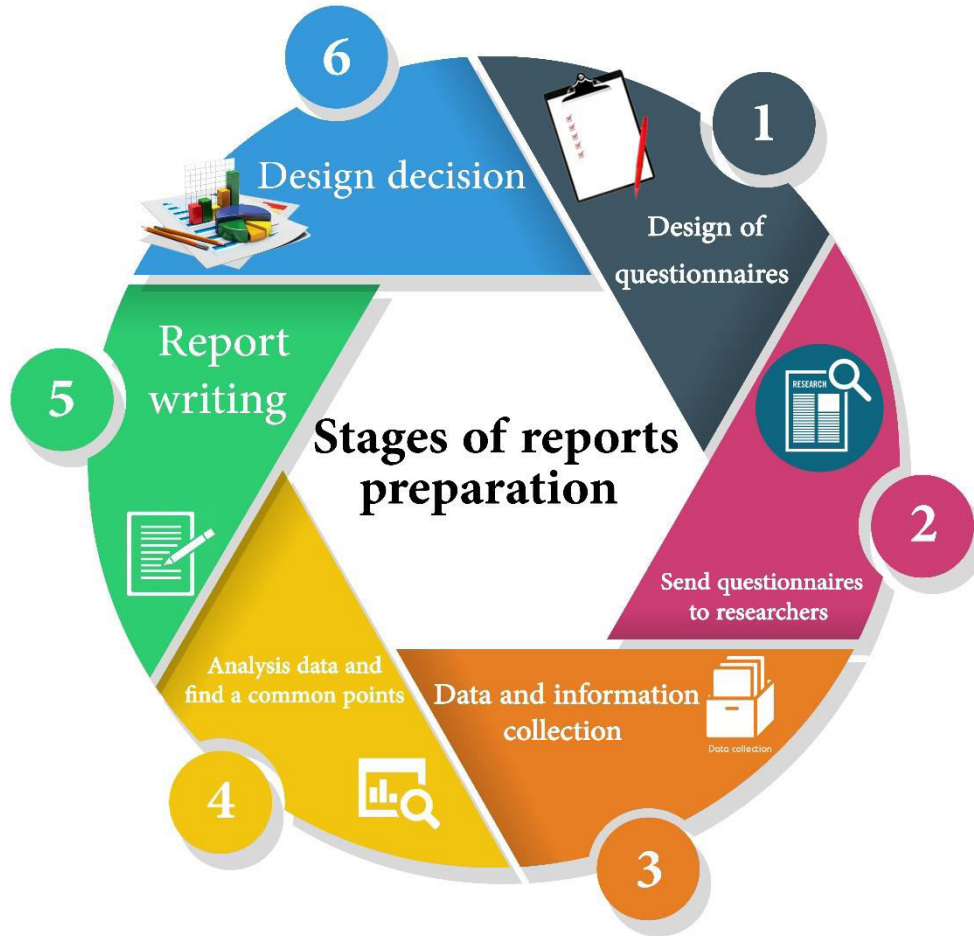 Stages of reports
preparation
1
Design of
questionnaires
2
RESEARCH
Send questionnaires
to researchers
3
Data and information
collection
Data collection
4
Analysis data and
find a common points
5
Report
writing
6
Design decision